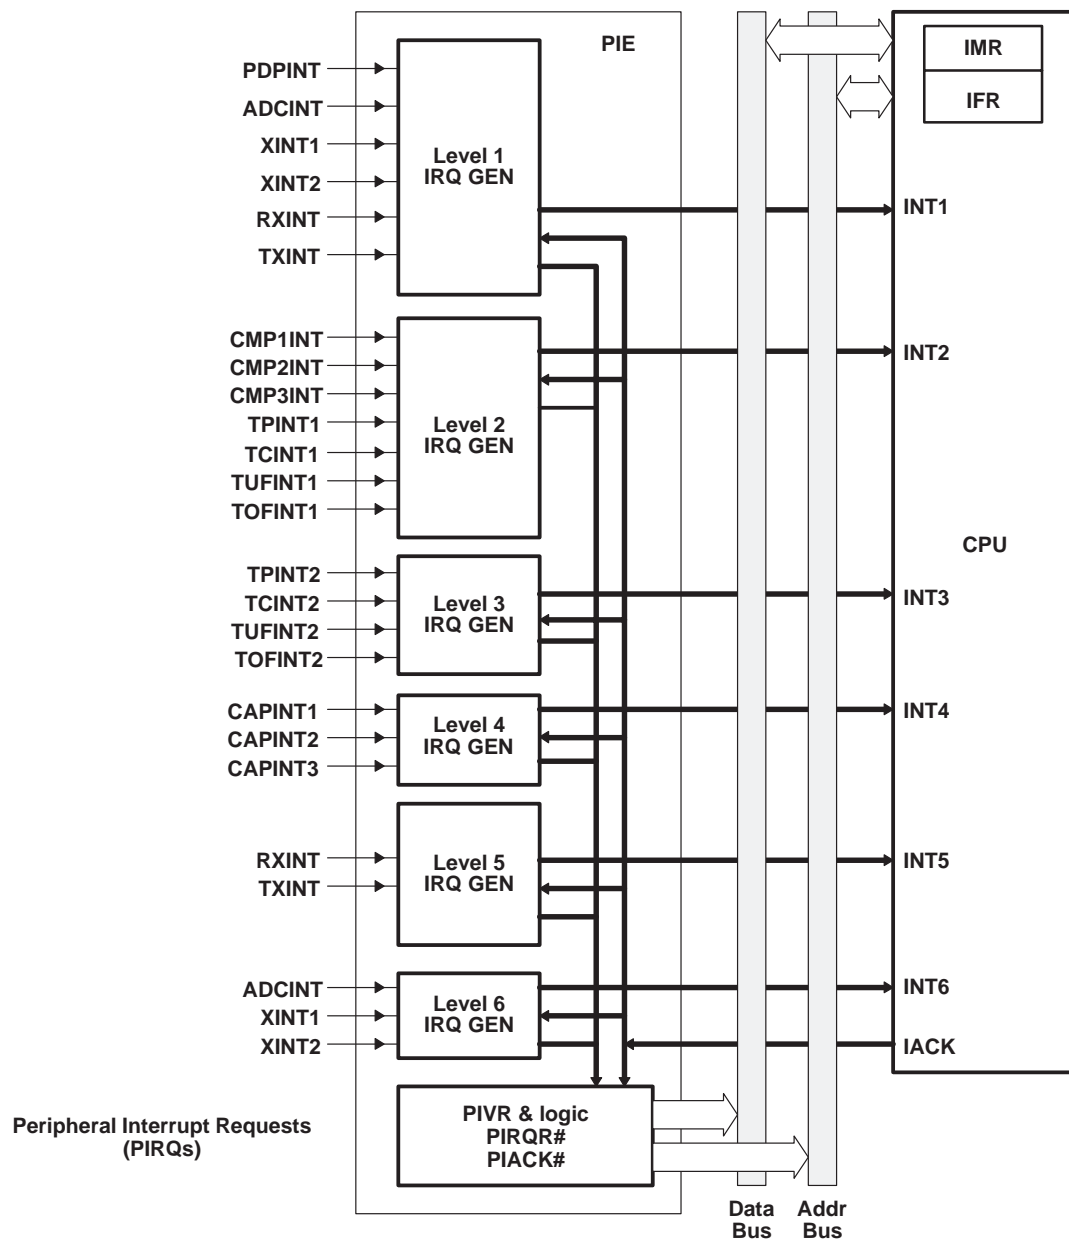 PIE
IMR
IFR
PDPINT
ADCINT
XINT1
XINT2
RXINT
TXINT
Level 1
IRQ GEN
INT1
CMP1INT
CMP2INT
CMP3INT
TPINT1
TCINT1
TUFINT1
TOFINT1
Level 2
IRQ GEN
INT2
CPU
TPINT2
TCINT2
TUFINT2
TOFINT2
Level 3
IRQ GEN
INT3
CAPINT1
CAPINT2
CAPINT3
Level 4
IRQ GEN
INT4
RXINT
TXINT
Level 5
IRQ GEN
INT5
ADCINT
XINT1
XINT2
Level 6
IRQ GEN
INT6
IACK
Peripheral Interrupt Requests
(PIRQs)
PIVR & logic
PIRQR#
PIACK#
Data
Bus
Addr
Bus